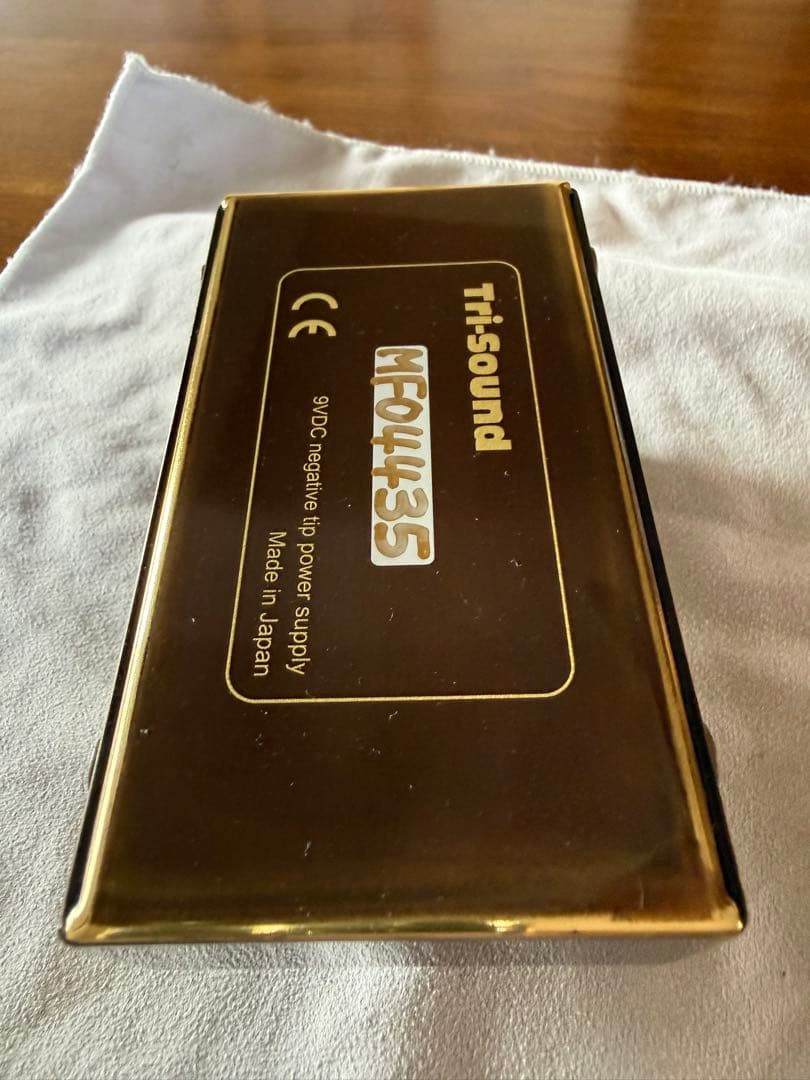 Tri-Sound
MF04435
9VDC negative tip power supply
CE
Made in Japan